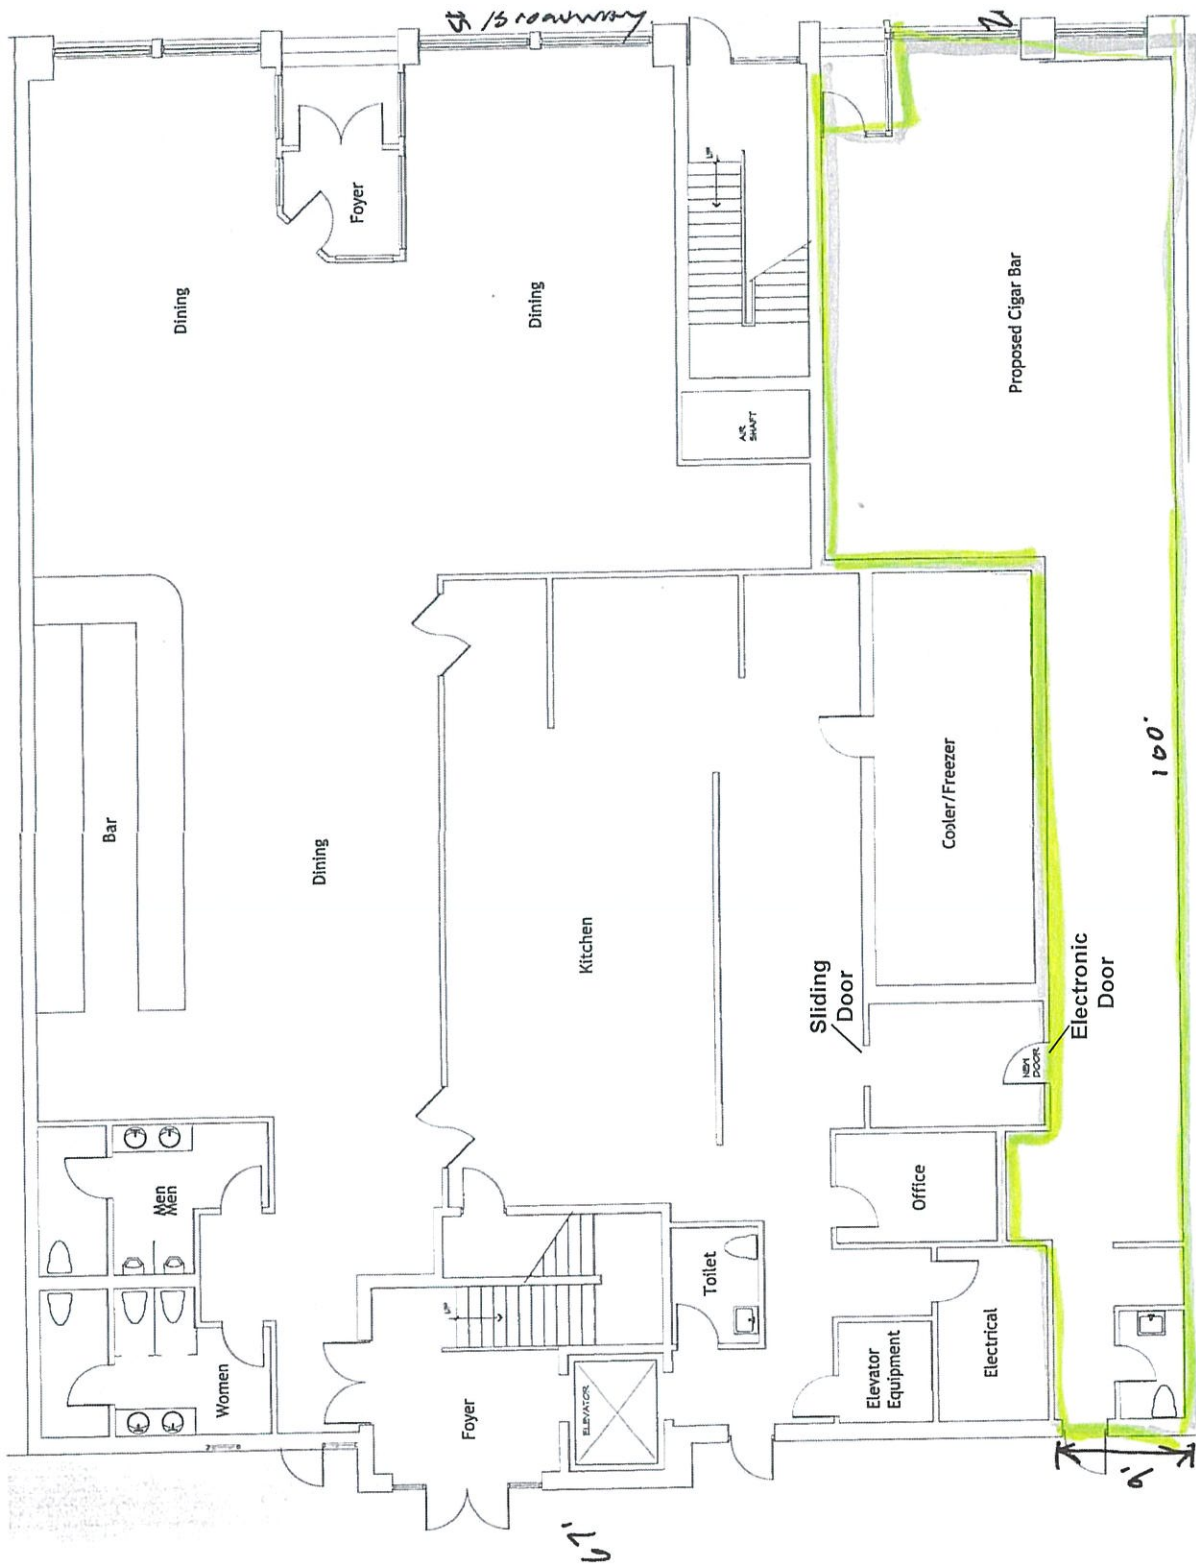 Bar
Men
Men
Women
Dining
Dining
Dining
Foyer
Foyer
UP
ELEVATOR
Kitchen
Toilet
UP
AIR
SHAFT
Sliding
Door
Elevator
Equipment
Office
Cooler/Freezer
Electrical
NEW
DOOR
Electronic
Door
Proposed Cigar Bar
100'
Broadway
67'